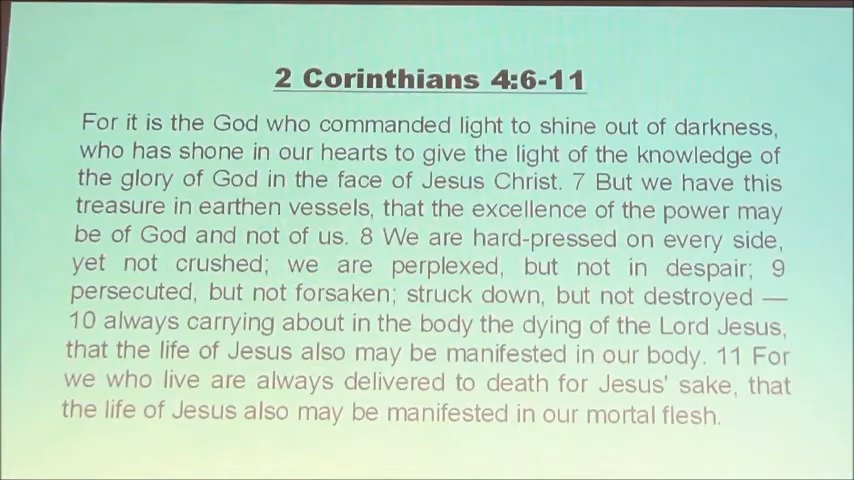 2 Corinthians 4:6-11
For it is the God who commanded light to shine out of darkness,
who has shone in our hearts to give the light of the knowledge of
the glory of God in the face of Jesus Christ. 7 But we have this
treasure in earthen vessels, that the excellence of the power may
be of God and not of us. 8 We are hard-pressed on every side,
yet not crushed; we are perplexed, but not in despair; 9
persecuted, but not forsaken; struck down, but not destroyed —
10 always carrying about in the body the dying of the Lord Jesus,
that the life of Jesus also may be manifested in our body. 11 For
we who live are always delivered to death for Jesus' sake, that
the life of Jesus also may be manifested in our mortal flesh.